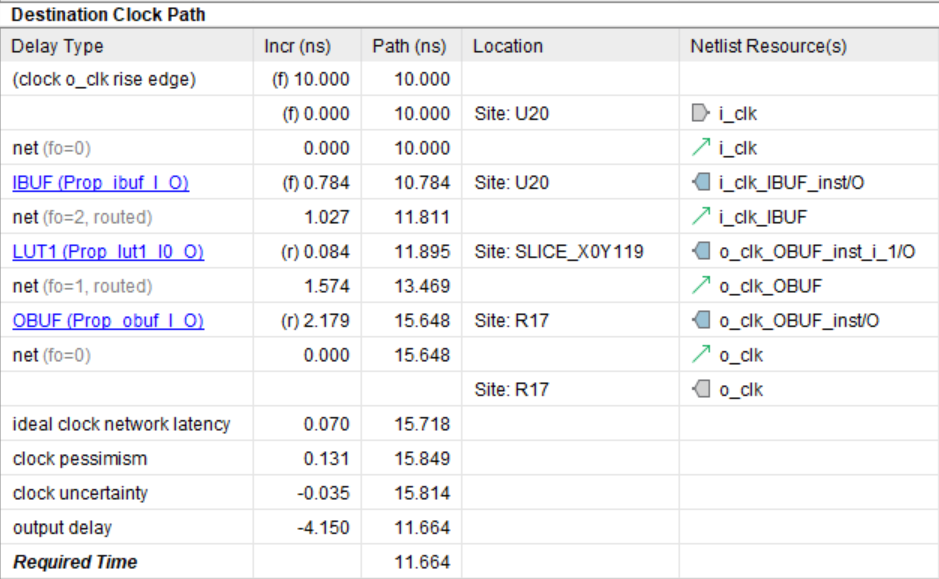 Destination Clock Path
Delay Type Incr (ns) Path (ns) Location Netlist Resource(s)
(clock o_clk rise edge) (f) 10.000 10.000
(f) 0.000 10.000 Site: U20 i_clk
net (fo=0) 0.000 10.000 i_clk
IBUF (Prop_ibuf_I_O) (f) 0.784 10.784 Site: U20 i_clk_IBUF_inst/O
net (fo=2, routed) 1.027 11.811 i_clk_IBUF
LUT1 (Prop_lut1_I0_O) (r) 0.084 11.895 Site: SLICE_X0Y119 o_clk_OBUF_inst_i_1/O
net (fo=1, routed) 1.574 13.469 o_clk_OBUF
OBUF (Prop_obuf_I_O) (r) 2.179 15.648 Site: R17 o_clk_OBUF_inst/O
net (fo=0) 0.000 15.648 o_clk
Site: R17 o_clk
ideal clock network latency 0.070 15.718
clock pessimism 0.131 15.849
clock uncertainty -0.035 15.814
output delay -4.150 11.664
Required Time 11.664